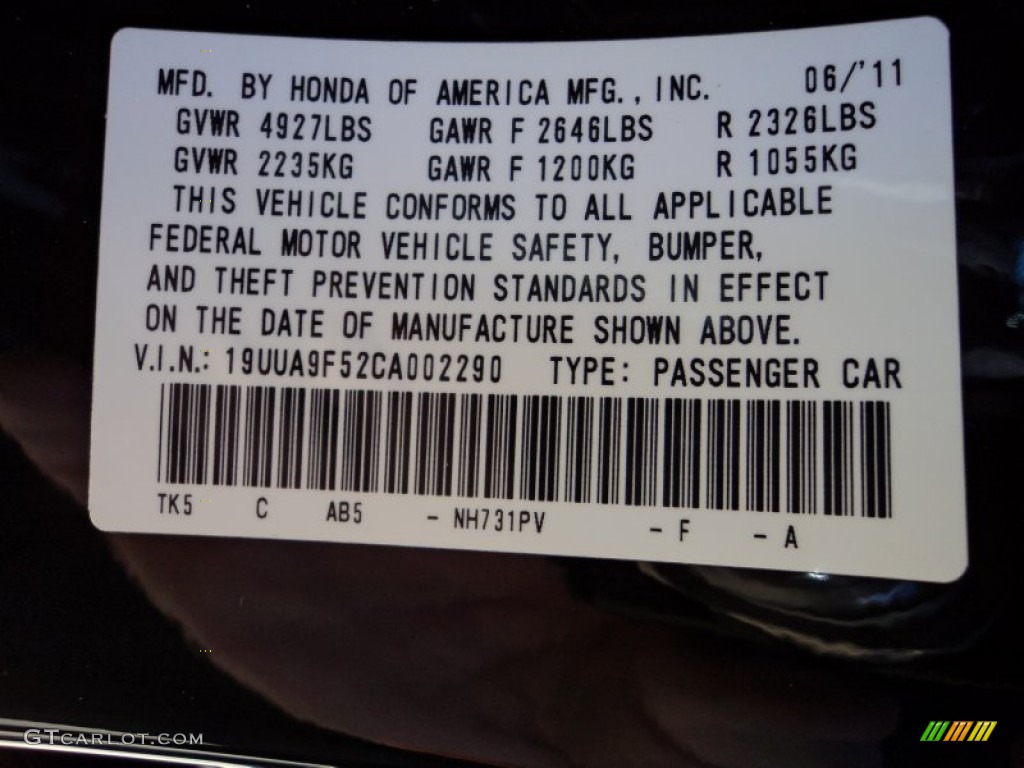 MFD. BY HONDA OF AMERICA MFG., INC. 06/'11
GVWR 4927LBS GAWR F 2646LBS R 2326LBS
GVWR 2235KG GAWR F 1200KG R 1055KG
THIS VEHICLE CONFORMS TO ALL APPLICABLE
FEDERAL MOTOR VEHICLE SAFETY, BUMPER,
AND THEFT PREVENTION STANDARDS IN EFFECT
ON THE DATE OF MANUFACTURE SHOWN ABOVE.
V.I.N.: 19UUA9F52CA002290 TYPE: PASSENGER CAR
TK5 C AB5 - NH731PV - F - A
GTCARLOT.COM